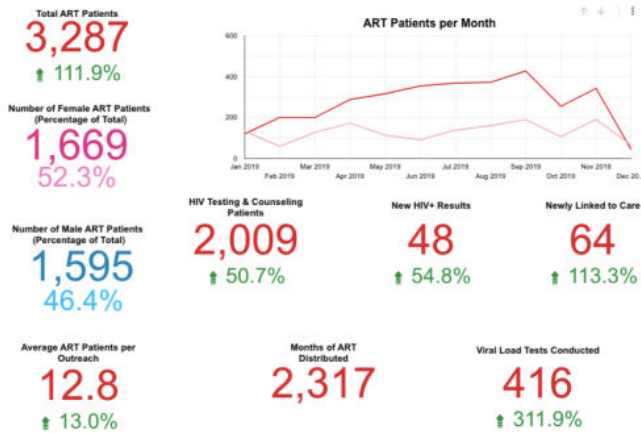 Total ART Patients
3,287
111.9%
Number of Female ART Patients
(Percentage of Total)
1,669
52.3%
Number of Male ART Patients
(Percentage of Total)
1,595
46.4%
ART Patients per Month
600
400
200
0
Jan 2019
Feb 2019
Mar 2019
Apr 2019
May 2019
Jun 2019
Jul 2019
Aug 2019
Sep 2019
Oct 2019
Nov 2019
Dec 20..
HIV Testing & Counseling
Patients
2,009
50.7%
New HIV+ Results
48
54.8%
Newly Linked to Care
64
113.3%
Average ART Patients per
Outreach
12.8
13.0%
Months of ART
Distributed
2,317
Viral Load Tests Conducted
416
311.9%